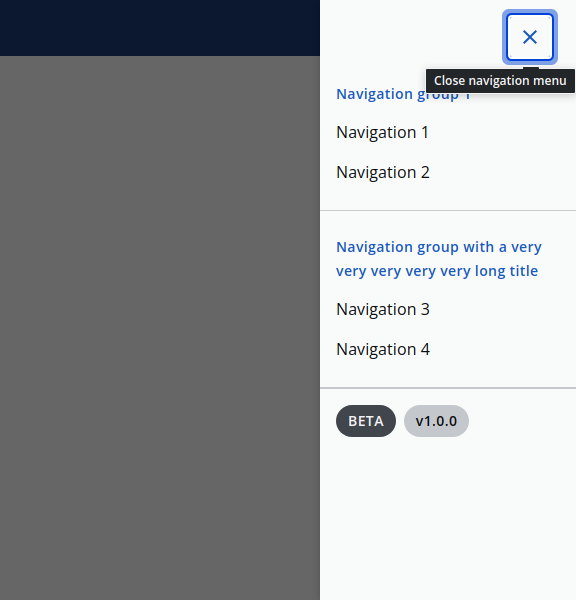 Close navigation menu
Navigation group 1
Navigation 1
Navigation 2
Navigation group with a very
very very very very long title
Navigation 3
Navigation 4
BETA
v1.0.0